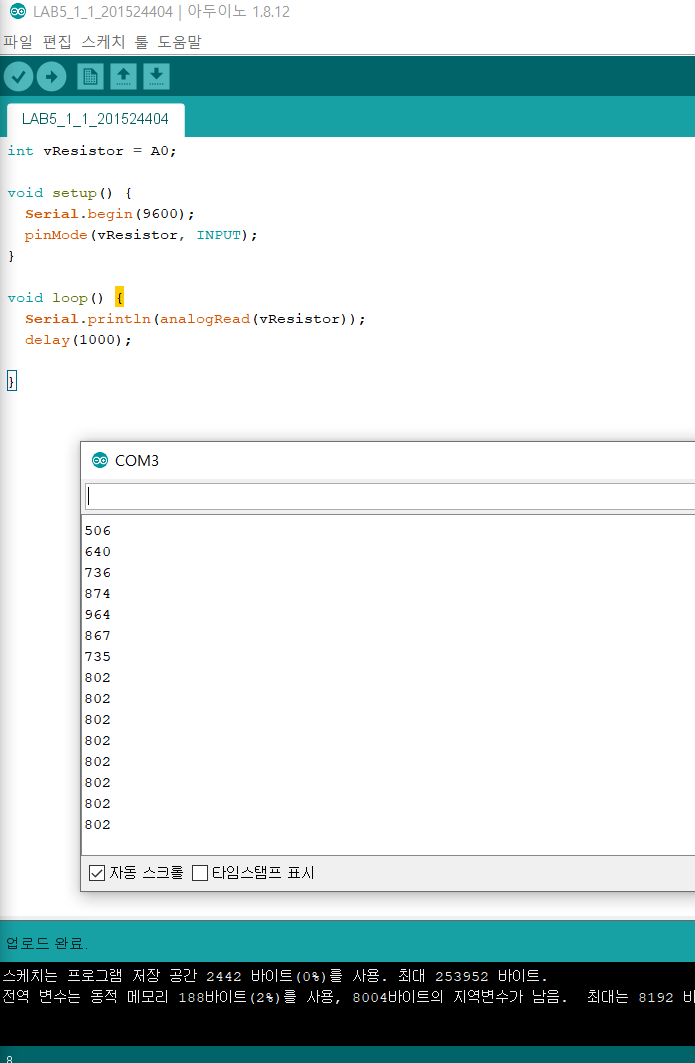 LAB5_1_1_201524404 | 아두이노 1.8.12
파일 편집 스케치 툴 도움말
LAB5_1_1_201524404
int vResistor = A0;
void setup() {
Serial.begin(9600);
pinMode(vResistor, INPUT);
}
void loop() {
Serial.println(analogRead(vResistor));
delay(1000);
}
COM3
506
640
736
874
964
867
735
802
802
802
802
802
802
802
802
자동 스크롤 타임스탬프 표시
업로드 완료.
스케치는 프로그램 저장 공간 2442 바이트(0%)를 사용. 최대 253952 바이트.
전역 변수는 동적 메모리 188바이트(2%)를 사용, 8004바이트의 지역변수가 남음.  최대는 8192 바
8